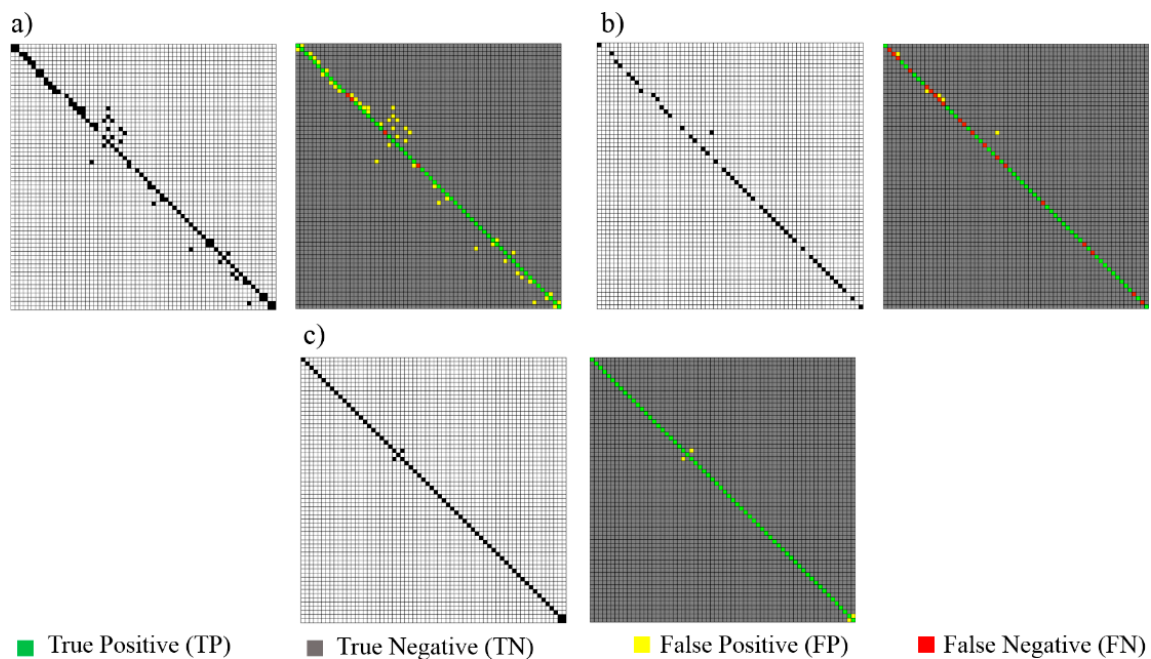 a)
b)
c)
True Positive (TP)
True Negative (TN)
False Positive (FP)
False Negative (FN)